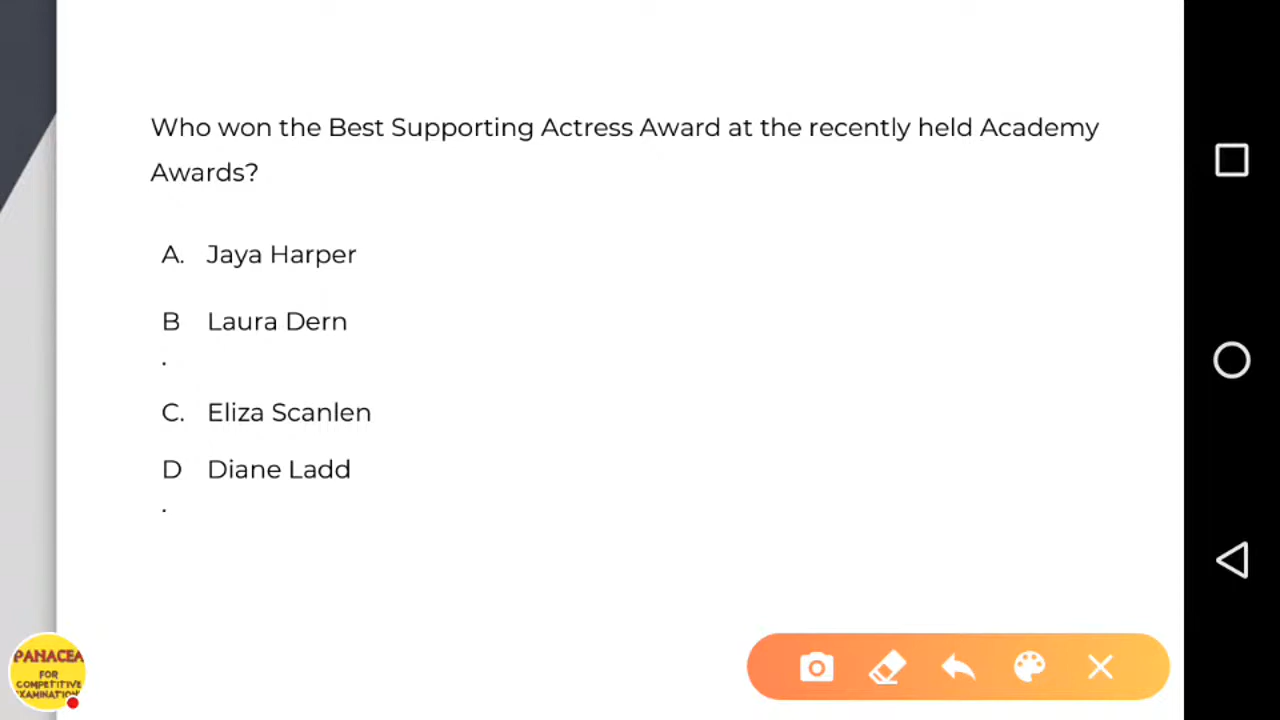 Who won the Best Supporting Actress Award at the recently held Academy
Awards?
A. Jaya Harper
B Laura Dern
.
C. Eliza Scanlen
D Diane Ladd
.
PANACEA
FOR
COMPETITIVE
EXAMINATION